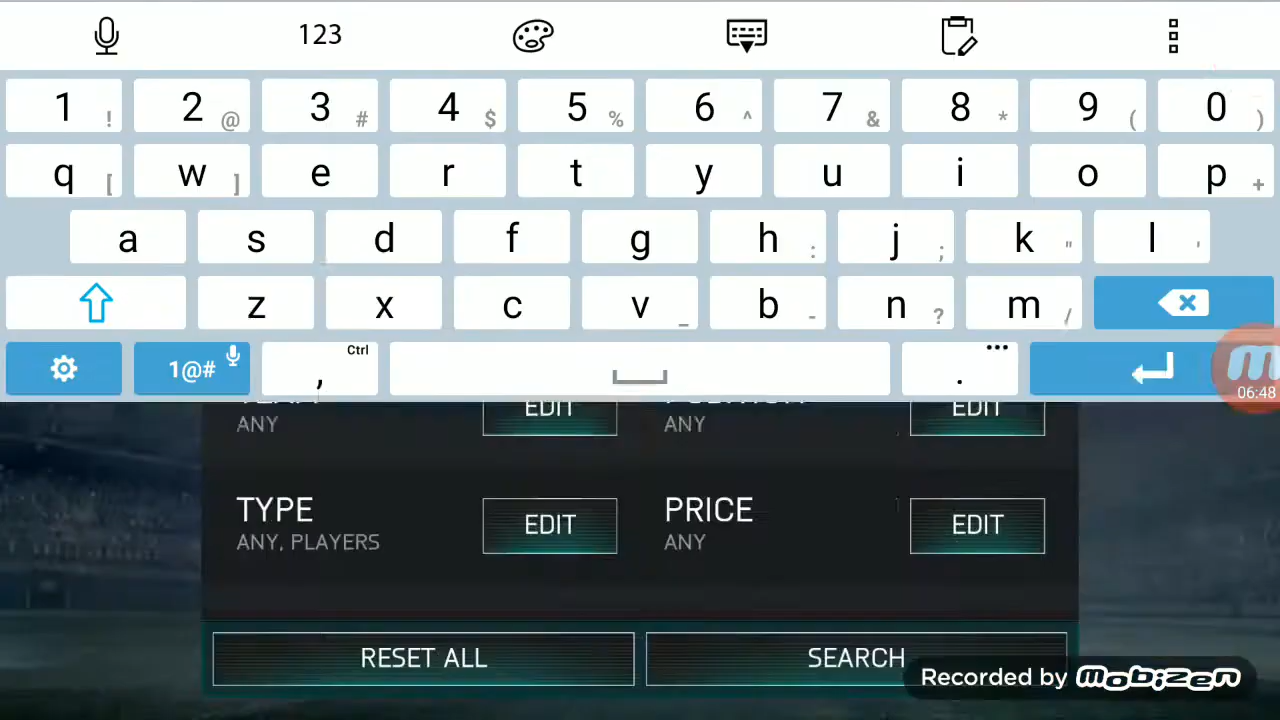 123
1 ! 2 @ 3 # 4 $ 5 % 6 ^ 7 & 8 * 9 ( 0 )
q [ w ] e r t y u i o p +
a s d f g h : j ; k " l '
z x c v _ b - n ? m /
1@# , Ctrl . •••
06:48
EDIT EDIT
ANY ANY
TYPE EDIT PRICE EDIT
ANY, PLAYERS ANY
RESET ALL SEARCH
Recorded by mobizen